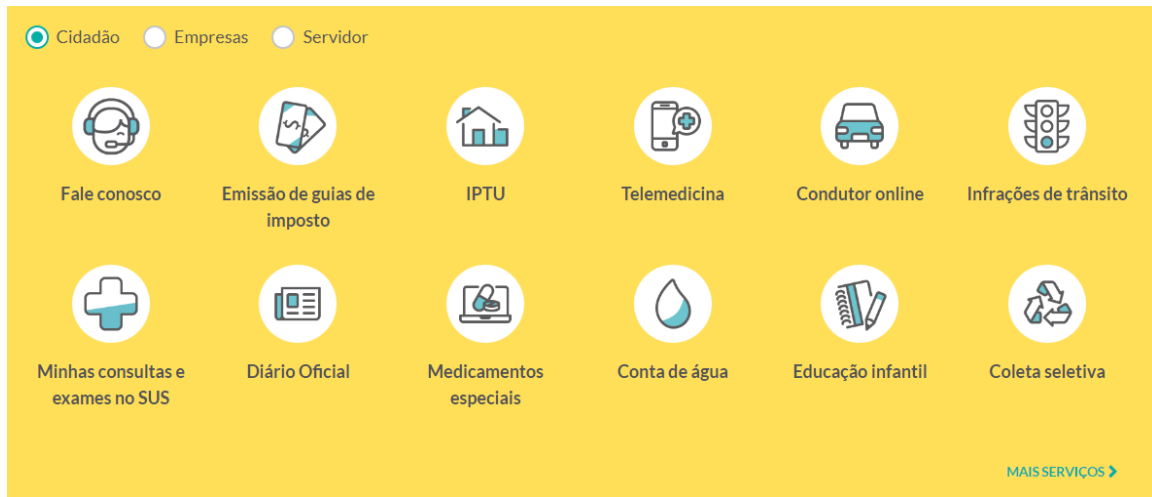 Cidadão Empresas Servidor
Fale conosco
Emissão de guias de
imposto
IPTU
Telemedicina
Condutor online
Infrações de trânsito
Minhas consultas e
exames no SUS
Diário Oficial
Medicamentos
especiais
Conta de água
Educação infantil
Coleta seletiva
MAIS SERVIÇOS